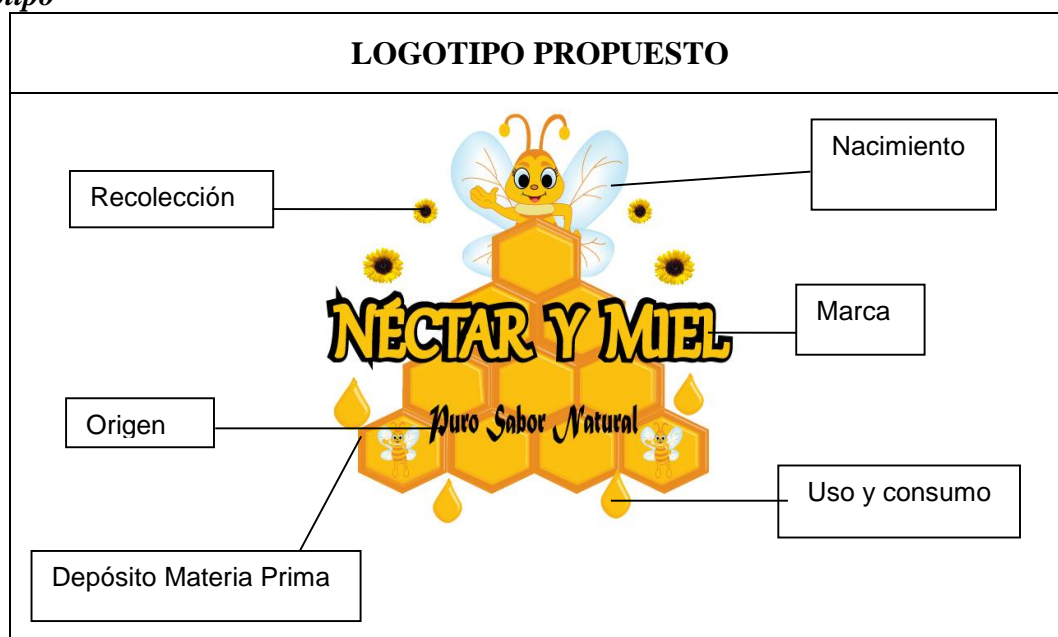 LOGOTIPO PROPUESTO
Nacimiento
Recolección
Marca
NÉCTAR Y MIEL
Origen
Puro Sabor Natural
Uso y consumo
Depósito Materia Prima